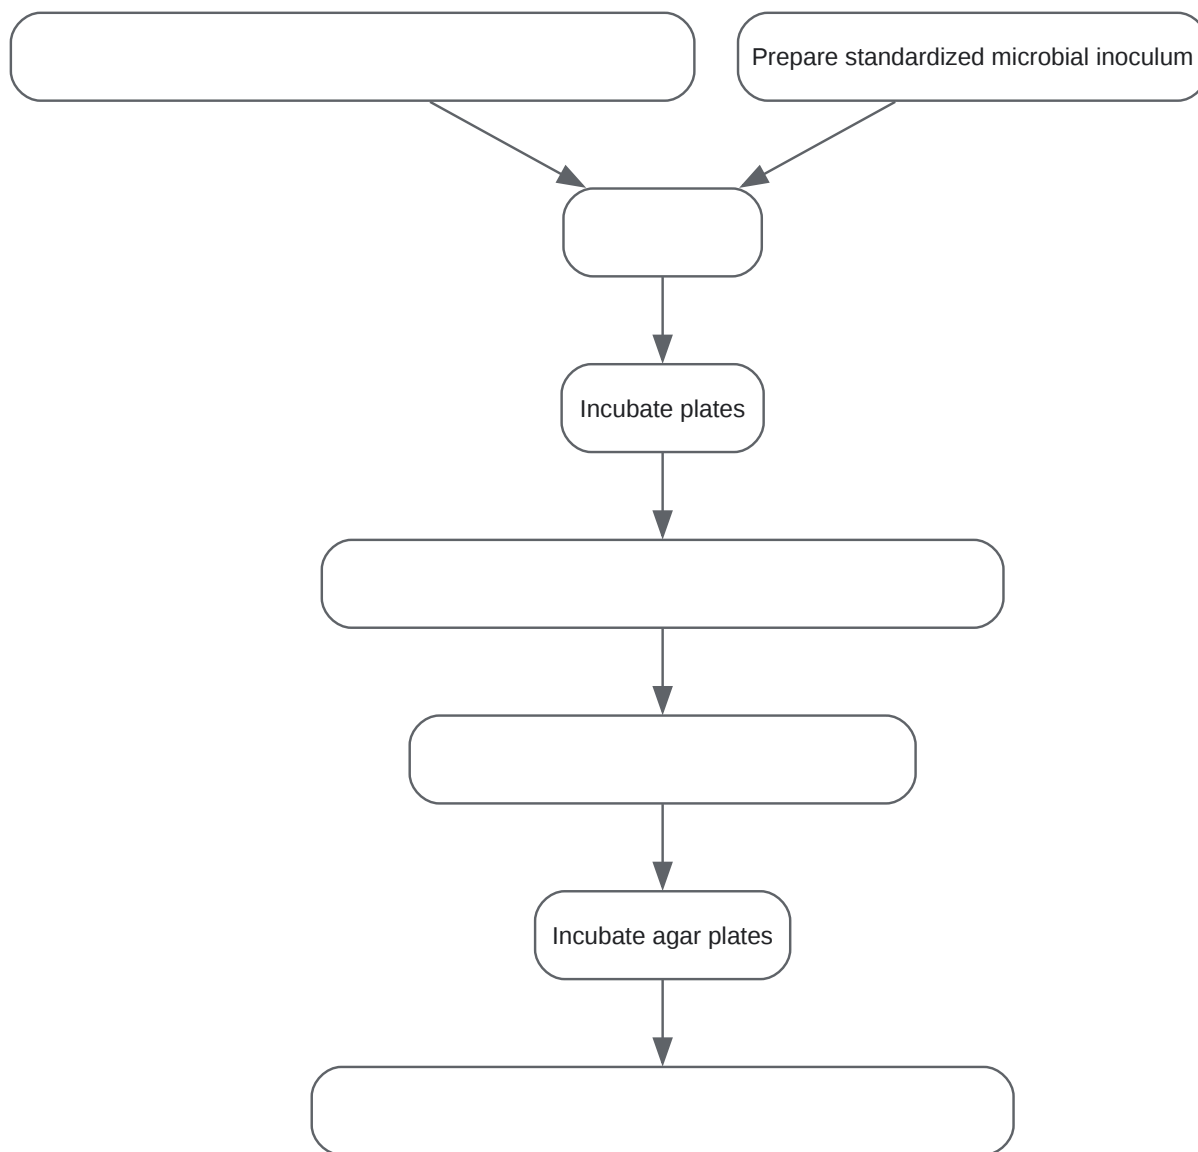 Prepare standardized microbial inoculum
Incubate plates
Incubate agar plates